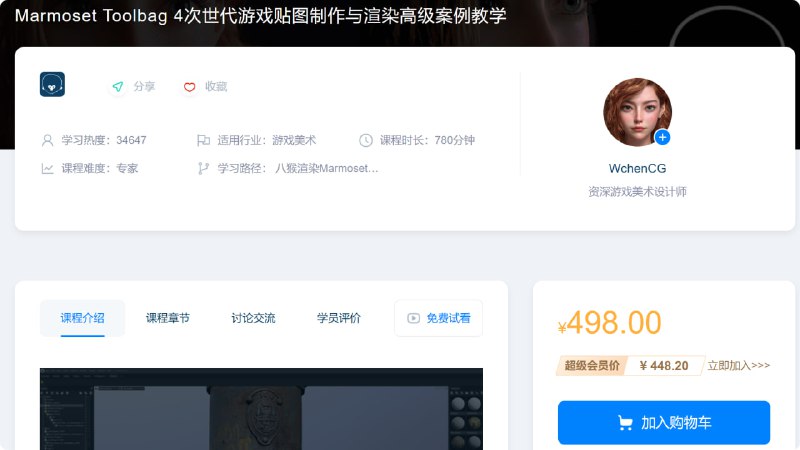 Marmoset Toolbag 4次世代游戏贴图制作与渲染高级案例教学
分享
收藏
学习热度：34647
适用行业：游戏美术
课程时长：780分钟
课程难度：专家
学习路径： 八猴渲染Marmoset...
WchenCG
资深游戏美术设计师
课程介绍
课程章节
讨论交流
学员评价
免费试看
¥498.00
超级会员价
¥ 448.20
立即加入>>>
加入购物车